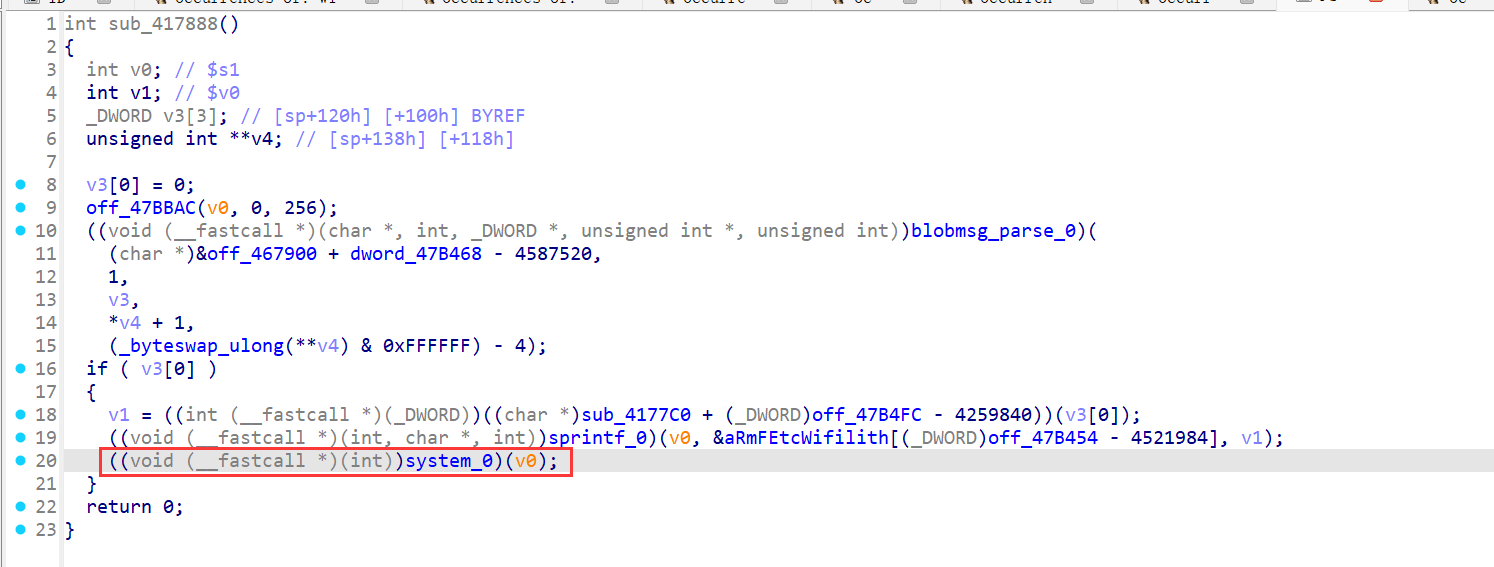 1 int sub_417888()
2 {
3   int v0; // $s1
4   int v1; // $v0
5   _DWORD v3[3]; // [sp+120h] [+100h] BYREF
6   unsigned int **v4; // [sp+138h] [+118h]
7
8   v3[0] = 0;
9   off_47BBAC(v0, 0, 256);
10   ((void (__fastcall *)(char *, int, _DWORD *, unsigned int *, unsigned int))blobmsg_parse_0)(
11     (char *)&off_467900 + dword_47B468 - 4587520,
12     1,
13     v3,
14     *v4 + 1,
15     (_byteswap_ulong(**v4) & 0xFFFFFF) - 4);
16   if ( v3[0] )
17   {
18     v1 = ((int (__fastcall *)(_DWORD))((char *)sub_4177C0 + (_DWORD)off_47B4FC - 4259840))(v3[0]);
19     ((void (__fastcall *)(int, char *, int))sprintf_0)(v0, &aRmFEtcWifilith[(_DWORD)off_47B454 - 4521984], v1);
20     ((void (__fastcall *)(int))system_0)(v0);
21   }
22   return 0;
23 }